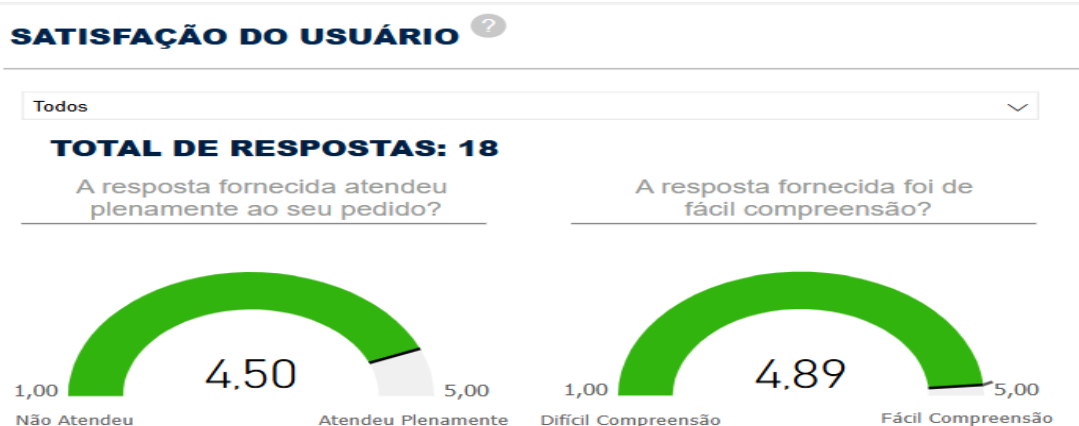 SATISFAÇÃO DO USUÁRIO ?
Todos
TOTAL DE RESPOSTAS: 18
A resposta fornecida atendeu
plenamente ao seu pedido?
A resposta fornecida foi de
fácil compreensão?
1,00
4,50
5,00
Não Atendeu
Atendeu Plenamente
1,00
4,89
5,00
Difícil Compreensão
Fácil Compreensão